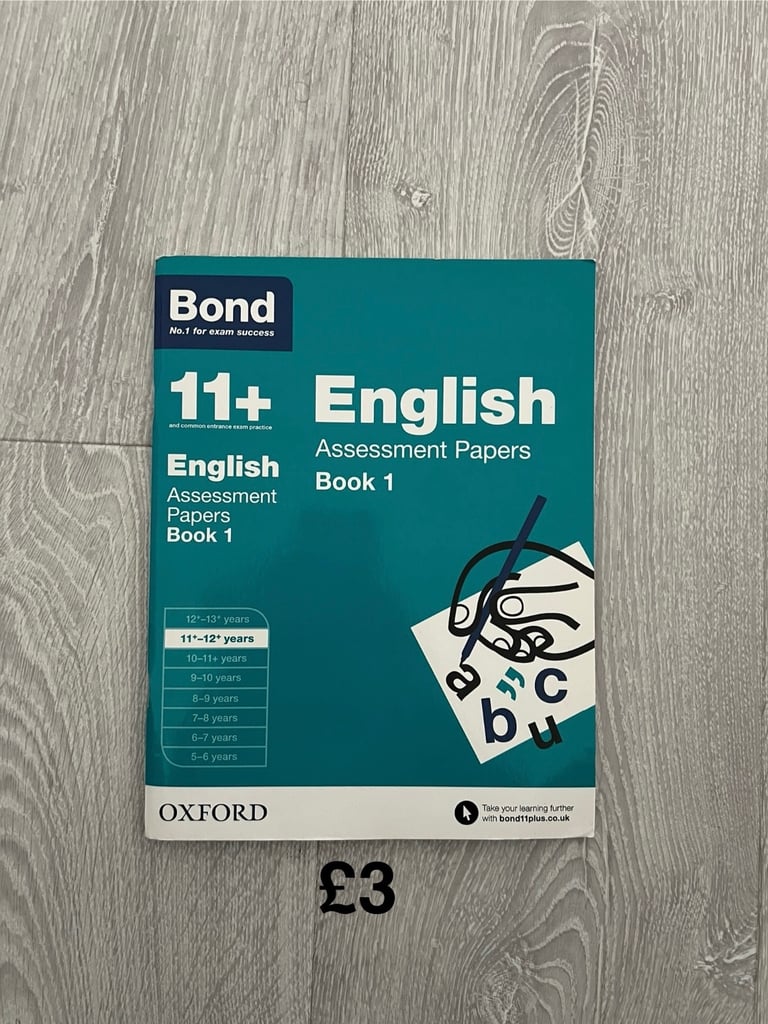 Bond
No.1 for exam success
11+
and common entrance exam practice
English
Assessment
Papers
Book 1
English
Assessment Papers
Book 1
12⁺–13⁺ years
11⁺–12⁺ years
10–11+ years
9–10 years
8–9 years
7–8 years
6–7 years
5–6 years
a
b
”
c
u
OXFORD
Take your learning further
with bond11plus.co.uk
£3